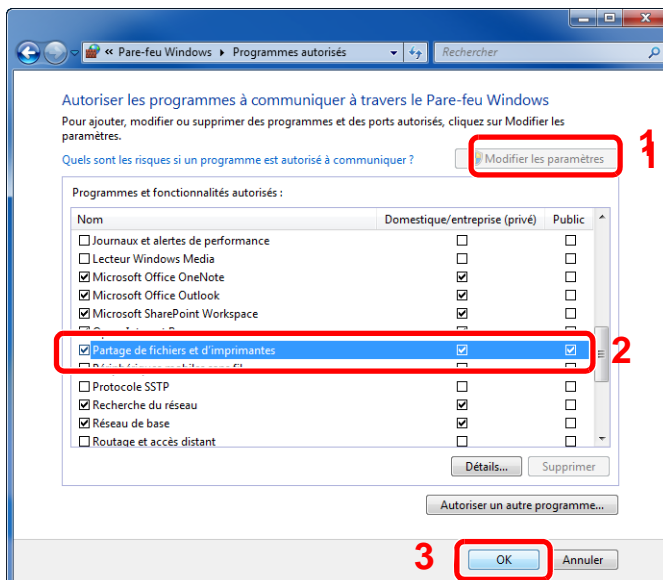 « Pare-feu Windows ▸ Programmes autorisés
Rechercher
Autoriser les programmes à communiquer à travers le Pare-feu Windows
Pour ajouter, modifier ou supprimer des programmes et des ports autorisés, cliquez sur Modifier les
paramètres.
1
Quels sont les risques si un programme est autorisé à communiquer ?
Modifier les paramètres
Programmes et fonctionnalités autorisés :
Nom Domestique/entreprise (privé) Public
Journaux et alertes de performance
Lecteur Windows Media
Microsoft Office OneNote
Microsoft Office Outlook
Microsoft SharePoint Workspace
Partage de fichiers et d'imprimantes
2
Protocole SSTP
Recherche du réseau
Réseau de base
Routage et accès distant
Détails... Supprimer
Autoriser un autre programme...
3
OK Annuler